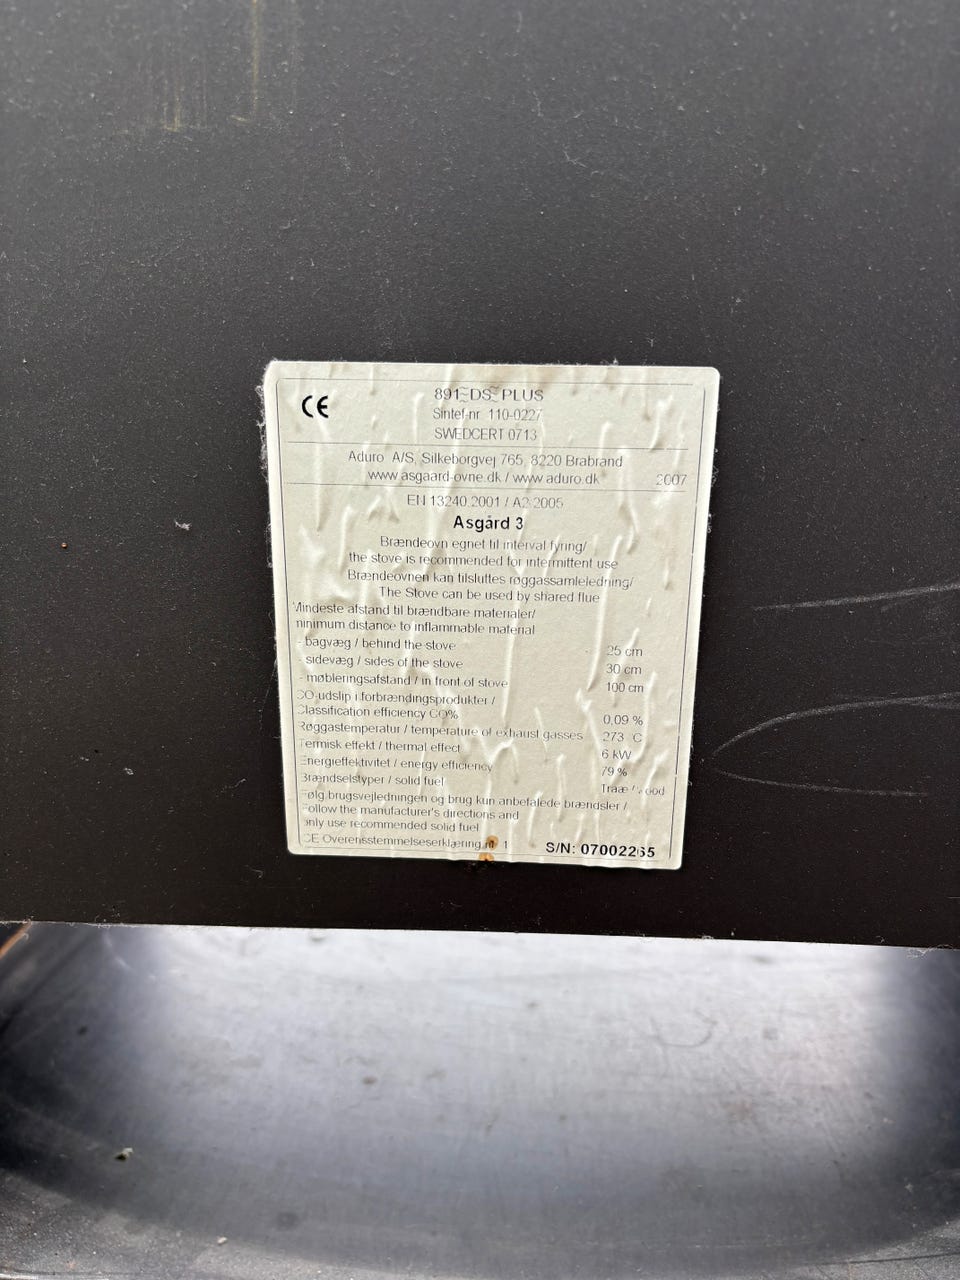 CE
891 DS PLUS
Sintef-nr 110-0227
SWEDCERT 0713
Aduro A/S, Silkeborgvej 765, 8220 Brabrand
www.asgaard-ovne.dk / www.aduro.dk 2007
EN 13240:2001 / A2:2005
Asgård 3
Brændeovn egnet til interval fyring/
the stove is recommended for intermittent use
Brændeovnen kan tilsluttes røggassamleledning/
The Stove can be used by shared flue
Mindeste afstand til brændbare materialer/
minimum distance to inflammable material
- bagvæg / behind the stove 25 cm
- sidevæg / sides of the stove 30 cm
- møbleringsafstand / in front of stove 100 cm
CO-udslip i forbrændingsprodukter /
Classification efficiency CO% 0,09 %
Røggastemperatur / temperature of exhaust gasses 273 °C
Termisk effekt / thermal effect 6 kW
Energieffektivitet / energy efficiency 79 %
Brændselstyper / solid fuel Traæ / Wood
Følg brugsvejledningen og brug kun anbefalede brændsler /
Follow the manufacturer's directions and
only use recommended solid fuel
CE Overensstemmelseserklæring nr. 1 S/N: 07002265